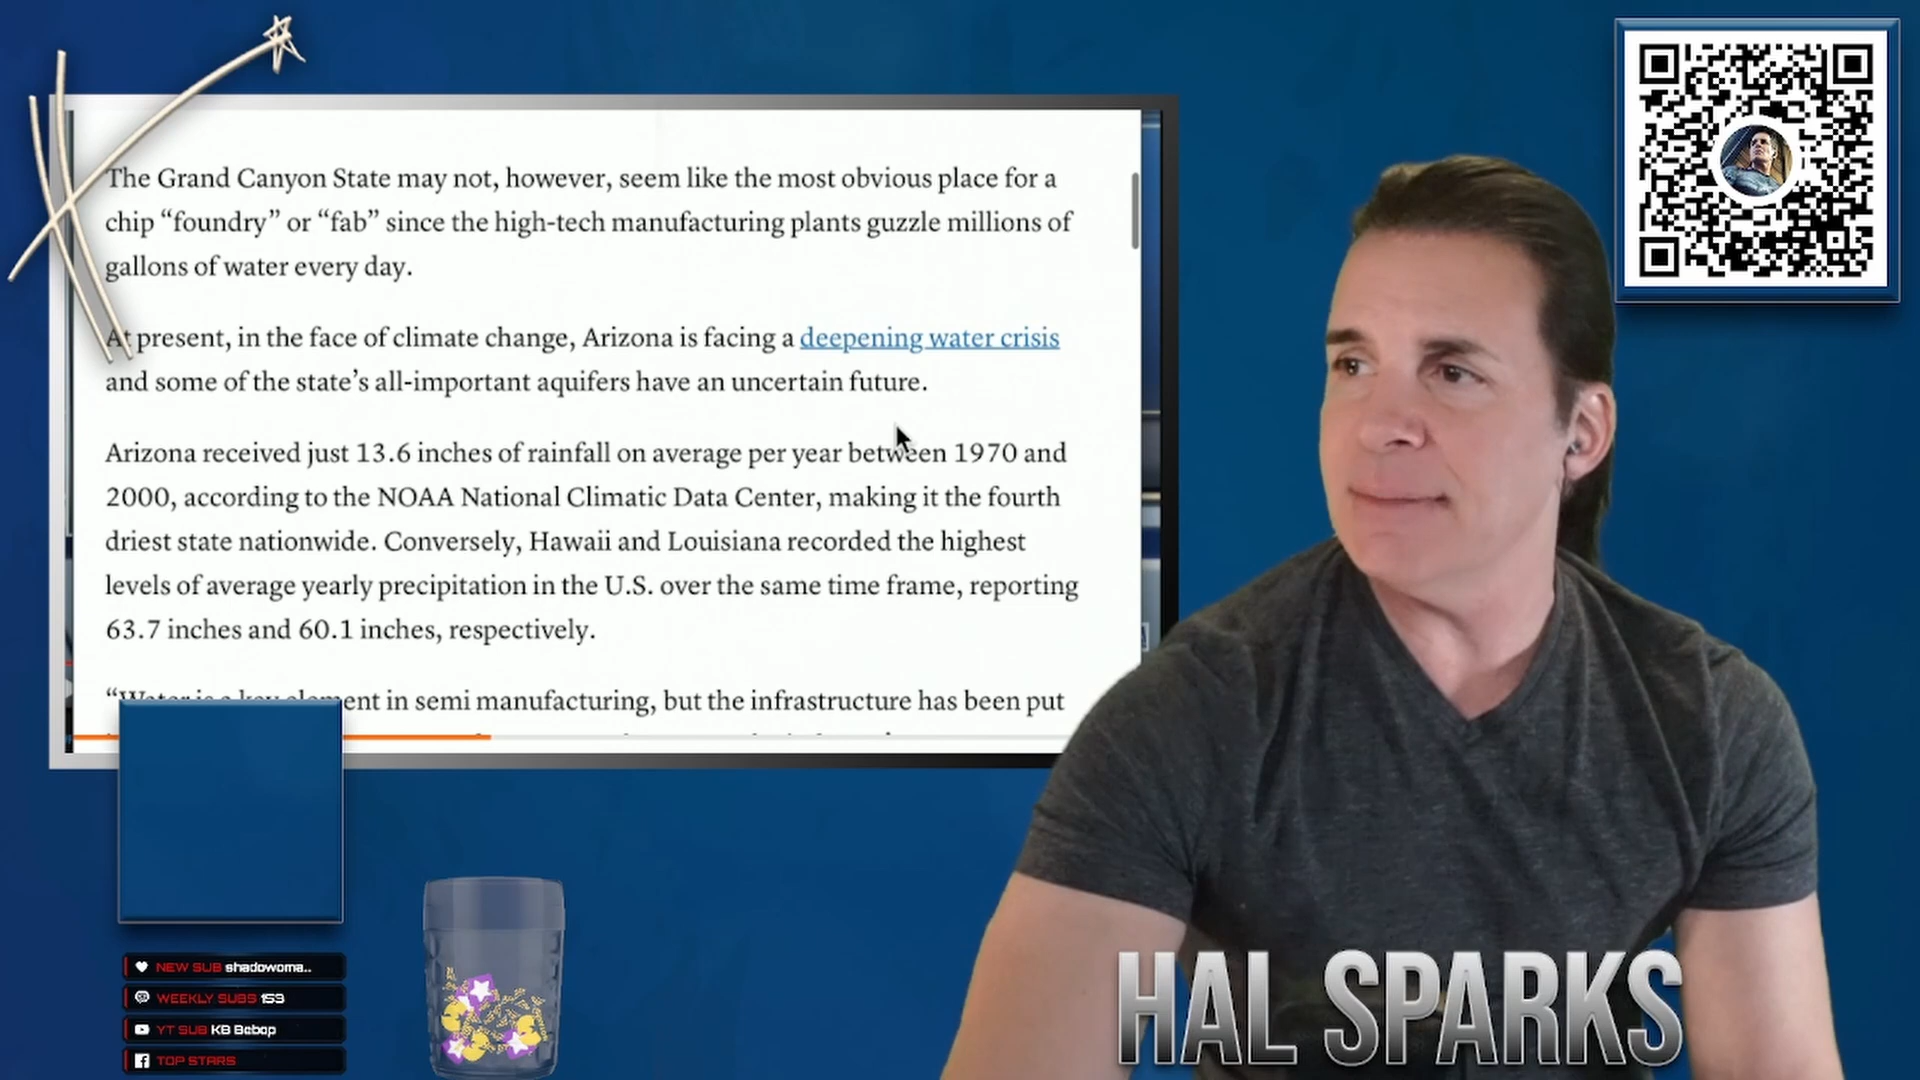 The Grand Canyon State may not, however, seem like the most obvious place for a
chip “foundry” or “fab” since the high-tech manufacturing plants guzzle millions of
gallons of water every day.
At present, in the face of climate change, Arizona is facing a deepening water crisis
and some of the state’s all-important aquifers have an uncertain future.
Arizona received just 13.6 inches of rainfall on average per year between 1970 and
2000, according to the NOAA National Climatic Data Center, making it the fourth
driest state nationwide. Conversely, Hawaii and Louisiana recorded the highest
levels of average yearly precipitation in the U.S. over the same time frame, reporting
63.7 inches and 60.1 inches, respectively.
“Water is a key element in semi manufacturing, but the infrastructure has been put
NEW SUB shadowoma..
WEEKLY SUBS 153
YT SUB KB Bebop
TOP STARS
HAL SPARKS